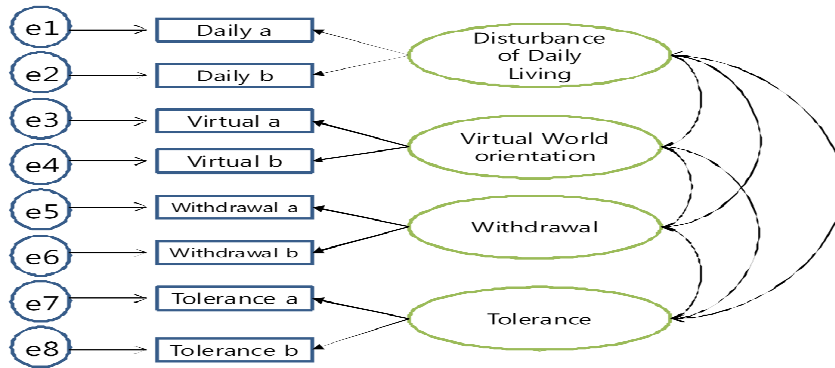 e1
Daily a
Disturbance
of Daily
Living
e2
Daily b
e3
Virtual a
Virtual World
orientation
e4
Virtual b
e5
Withdrawal a
Withdrawal
e6
Withdrawal b
e7
Tolerance a
Tolerance
e8
Tolerance b